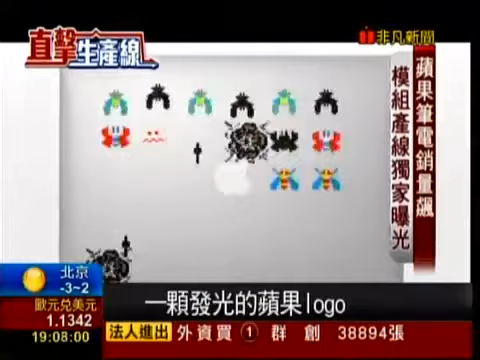 直擊生產線
非凡新聞
蘋果筆電銷量飆
模組產線獨家曝光
北京
-3~2
歐元兌美元
1.1342
19:08:00
一顆發光的蘋果logo
法人進出 外資買 1 群創 38894張